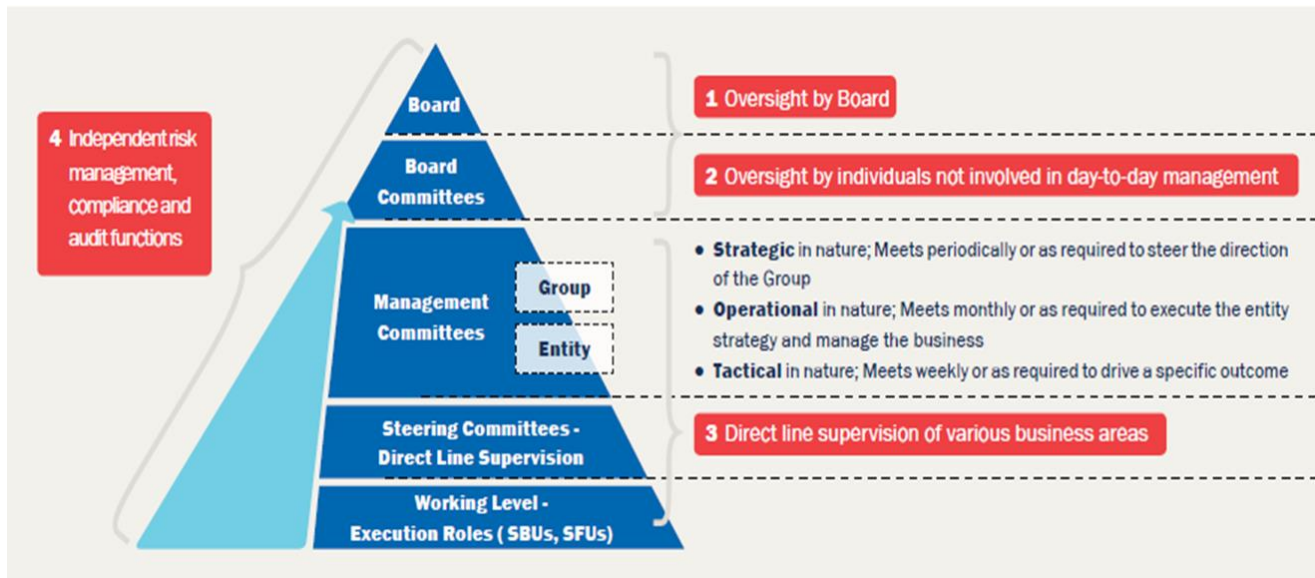 4 Independent risk
management,
compliance and
audit functions
Board
Board
Committees
Management
Committees
Group
Entity
Steering Committees -
Direct Line Supervision
Working Level -
Execution Roles ( SBUs, SFUs)
1 Oversight by Board
2 Oversight by individuals not involved in day-to-day management
• Strategic in nature; Meets periodically or as required to steer the direction
of the Group
• Operational in nature; Meets monthly or as required to execute the entity
strategy and manage the business
• Tactical in nature; Meets weekly or as required to drive a specific outcome
3 Direct line supervision of various business areas